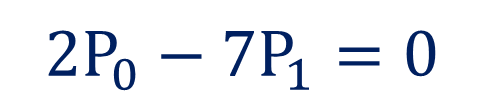 2P₀ − 7P₁ = 0